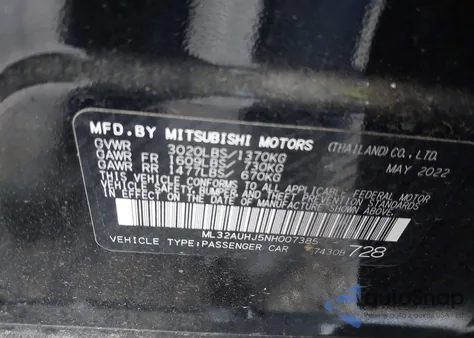 MFD. BY MITSUBISHI MOTORS (THAILAND) CO., LTD.
GVWR 3020LBS/1370KG MAY 2022
GAWR FR 1609LBS/ 730KG
GAWR RR 1477LBS/ 670KG
THIS VEHICLE CONFORMS TO ALL APPLICABLE FEDERAL MOTOR
VEHICLE SAFETY, BUMPER, AND THEFT PREVENTION STANDARDS
IN EFFECT ON THE DATE OF MANUFACTURE SHOWN ABOVE.
ML32AUHJ5NH007385
VEHICLE TYPE:PASSENGER CAR 728
AutoSnap